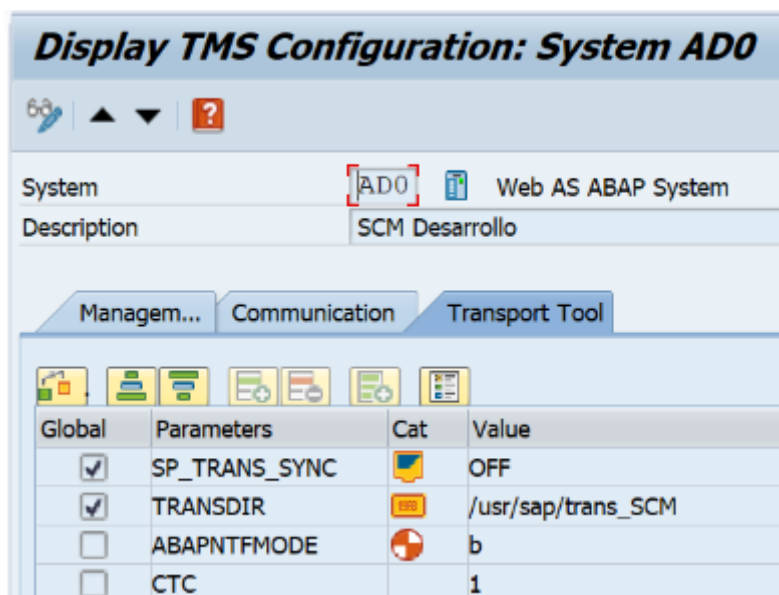 Display TMS Configuration: System AD0
System AD0 Web AS ABAP System
Description SCM Desarrollo
Managem... Communication Transport Tool
Global Parameters Cat Value
SP_TRANS_SYNC OFF
TRANSDIR /usr/sap/trans_SCM
ABAPNTFMODE b
CTC 1